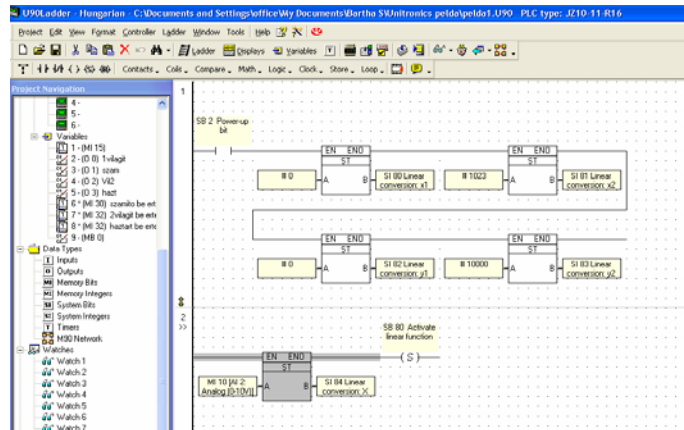 U90Ladder - Hungarian - C:\Documents and Settings\office\My Documents\Bartha S\Unitronics pelda\pelda1.U90 PLC type: JZ10-11-R16
Project Edit View Format Controller Ladder Window Tools Help
Ladder Displays Variables
Contacts Coils Compare Math Logic Clock Store Loop
Project Navigation
4 -
5 -
6 -
Variables
1 - (MI 15)
2 - (O 0) 1vilagit
3 - (O 1) szam
4 - (O 2) Vil2
5 - (O 3) hazt
6 * (MI 30) szamito be ert
7 * (MI 32) 2vilagit be erte
8 * (MI 32) haztart be erte
9 - (MB 0)
Data Types
I Inputs
O Outputs
MB Memory Bits
MI Memory Integers
SB System Bits
SI System Integers
T Timers
M90 Network
Watches
Watch 1
Watch 2
Watch 3
Watch 4
Watch 5
Watch 6
Watch 7
1
SB 2 Power-up
bit
EN ENO
ST
# 0
A B
SI 80 Linear
conversion: x1
EN ENO
ST
# 1023
A B
SI 81 Linear
conversion: x2
EN ENO
ST
# 0
A B
SI 82 Linear
conversion: y1
EN ENO
ST
# 10000
A B
SI 83 Linear
conversion: y2
2
>>
SB 80 Activate
linear function
EN ENO
ST
(S)
MI 10 [AI 2:
Analog [0-10V]]
A B
SI 84 Linear
conversion: X